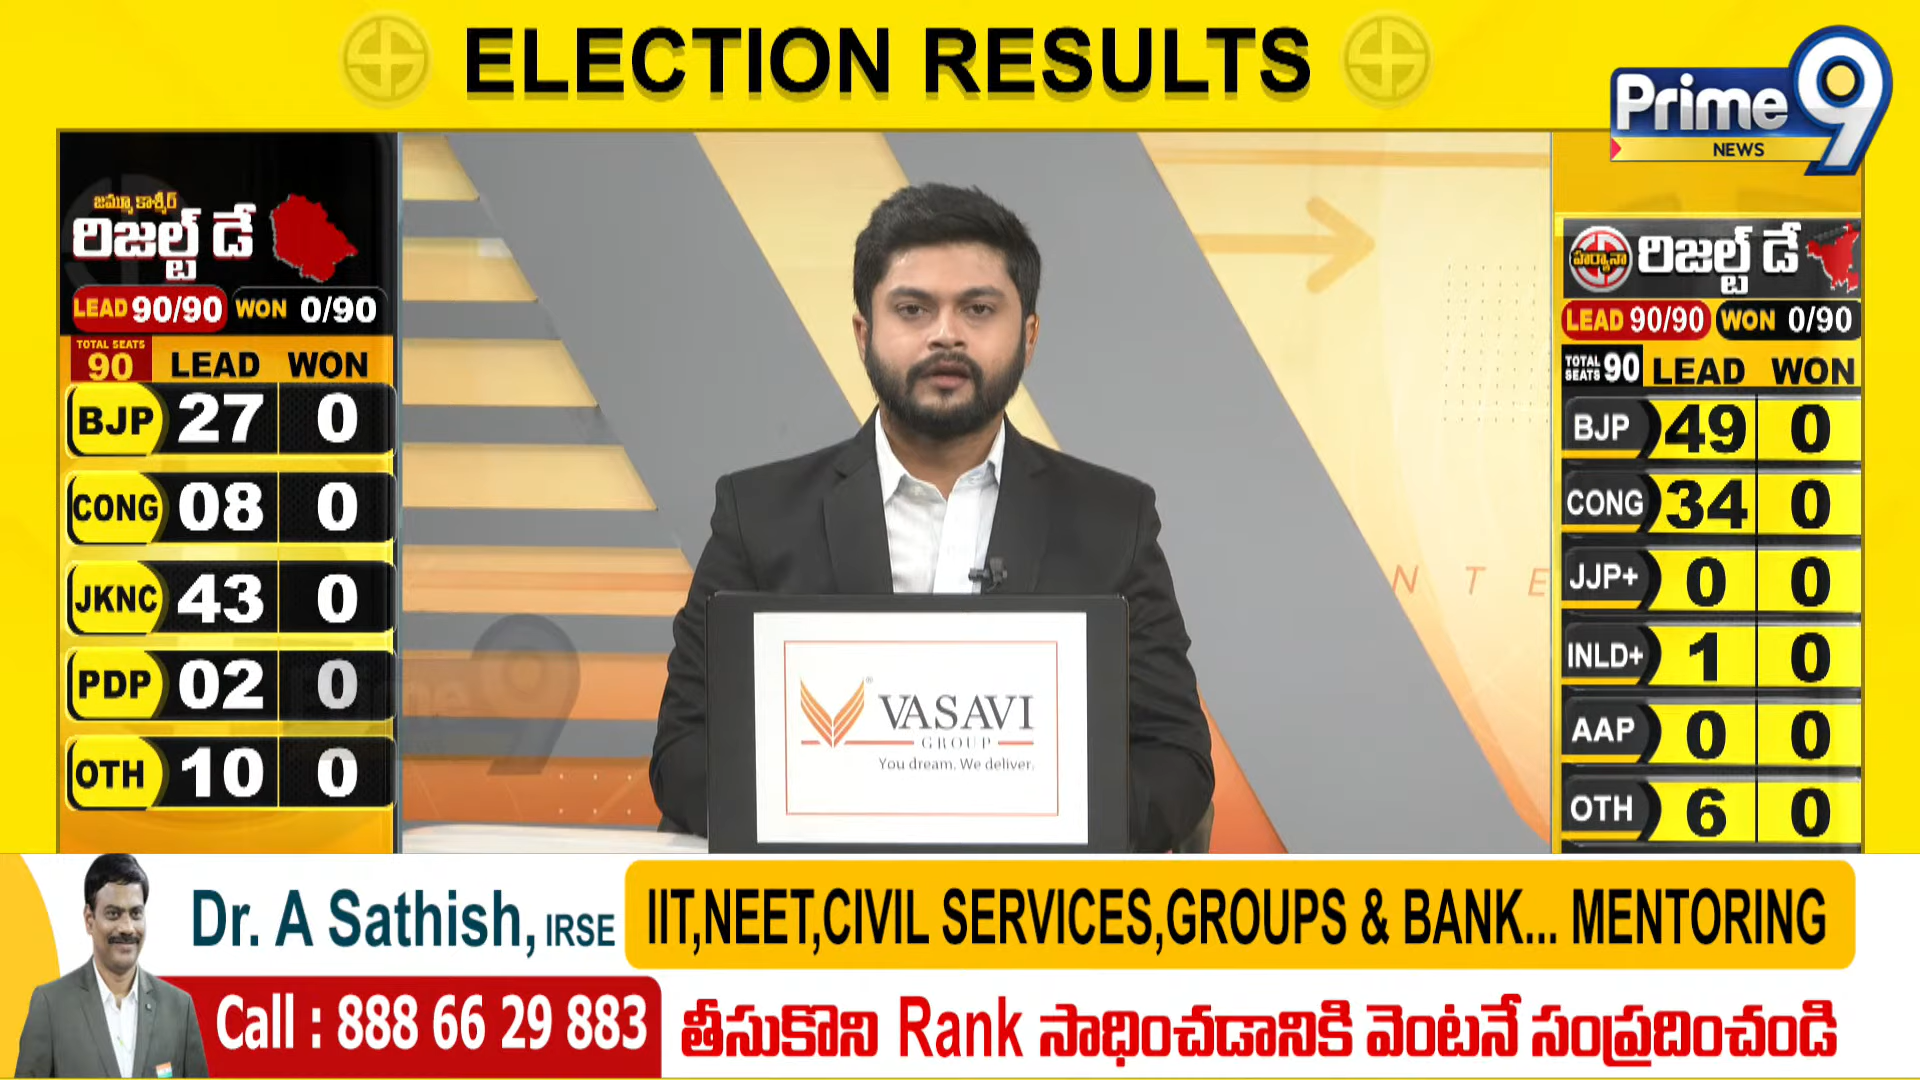 ELECTION RESULTS
Prime9
NEWS
జమ్మూ కాశ్మీర్
రిజల్ట్ డే
LEAD 90/90 WON 0/90
TOTAL SEATS
90 LEAD WON
BJP 27 0
CONG 08 0
JKNC 43 0
PDP 02 0
OTH 10 0
హర్యానా రిజల్ట్ డే
LEAD 90/90 WON 0/90
TOTAL SEATS 90 LEAD WON
BJP 49 0
CONG 34 0
JJP+ 0 0
INLD+ 1 0
AAP 0 0
OTH 6 0
N T E
VASAVI
GROUP
You dream. We deliver.
Dr. A Sathish, IRSE
IIT,NEET,CIVIL SERVICES,GROUPS & BANK... MENTORING
Call : 888 66 29 883
తీసుకొని Rank సాధించడానికి వెంటనే సంప్రదించండి